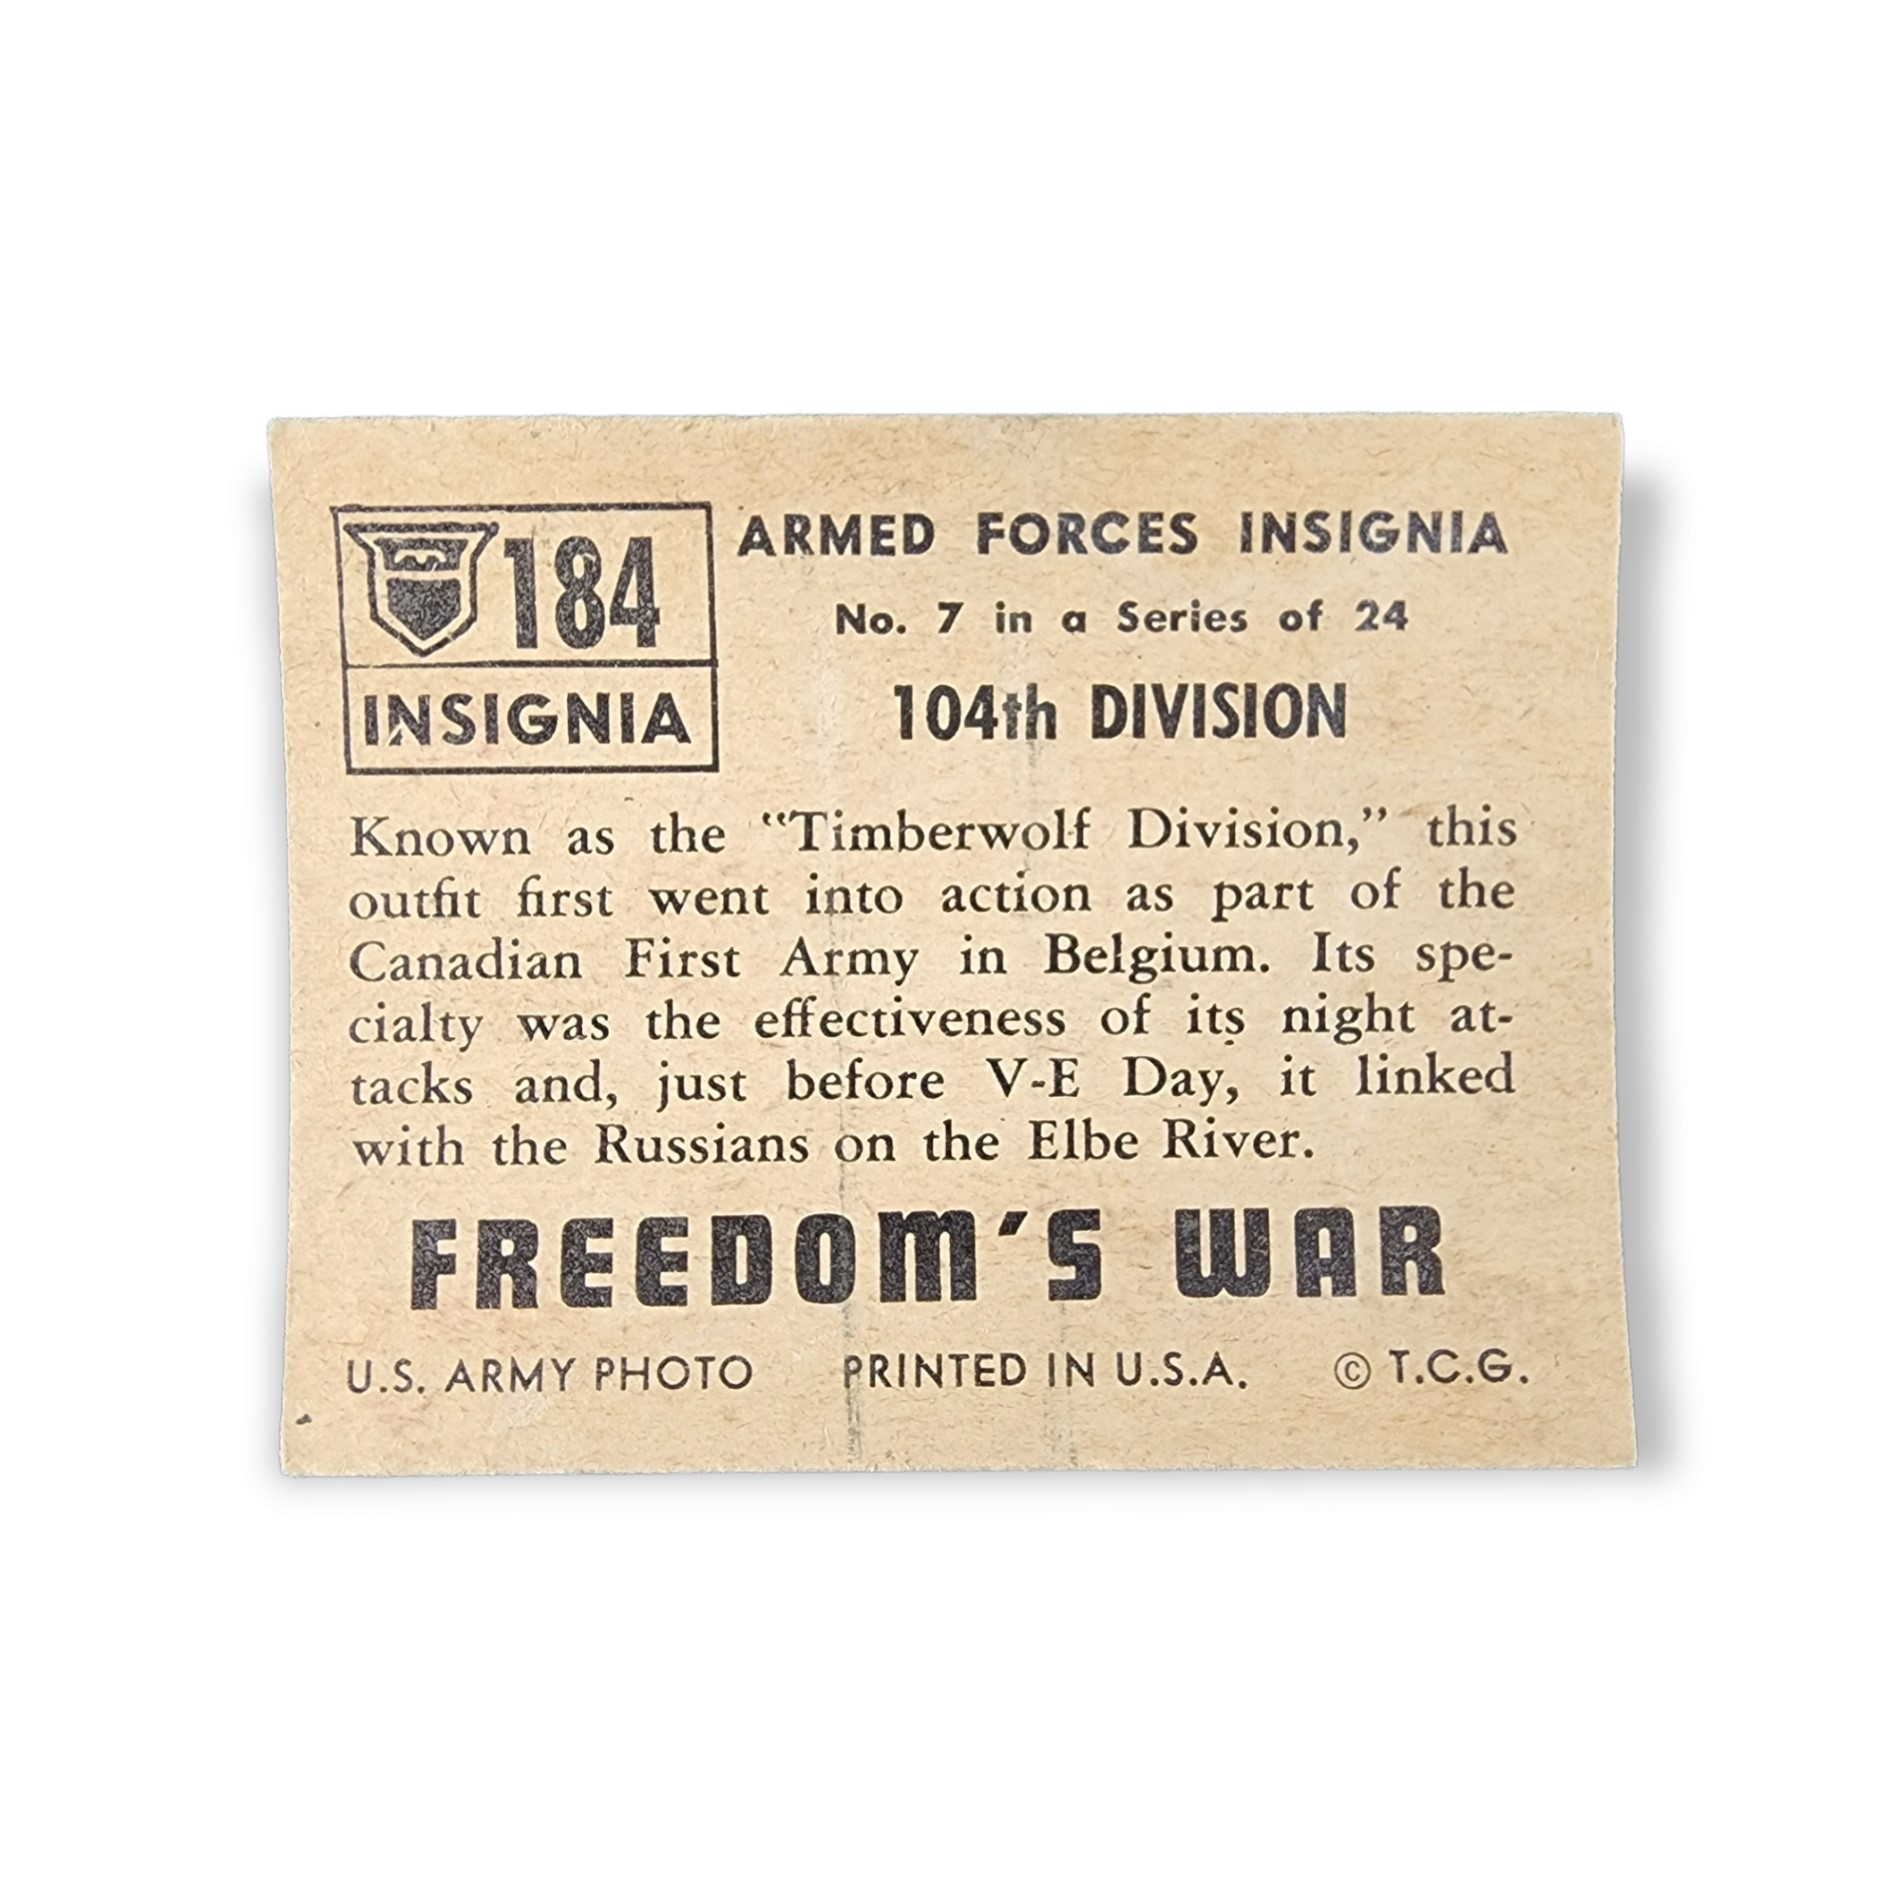 184
INSIGNIA
ARMED FORCES INSIGNIA
No. 7 in a Series of 24
104th DIVISION
Known as the "Timberwolf Division," this
outfit first went into action as part of the
Canadian First Army in Belgium. Its spe-
cialty was the effectiveness of its night at-
tacks and, just before V-E Day, it linked
with the Russians on the Elbe River.
FREEDOM'S WAR
U.S. ARMY PHOTO PRINTED IN U.S.A. © T.C.G.